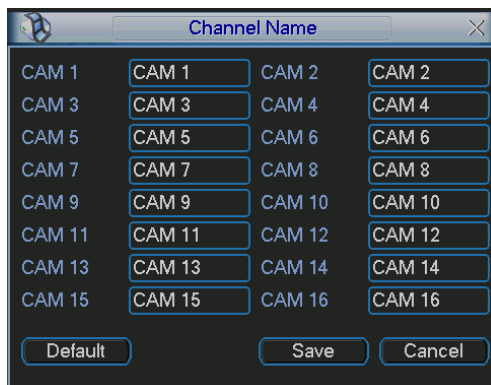 Channel Name
CAM 1 CAM 1 CAM 2 CAM 2
CAM 3 CAM 3 CAM 4 CAM 4
CAM 5 CAM 5 CAM 6 CAM 6
CAM 7 CAM 7 CAM 8 CAM 8
CAM 9 CAM 9 CAM 10 CAM 10
CAM 11 CAM 11 CAM 12 CAM 12
CAM 13 CAM 13 CAM 14 CAM 14
CAM 15 CAM 15 CAM 16 CAM 16
Default Save Cancel